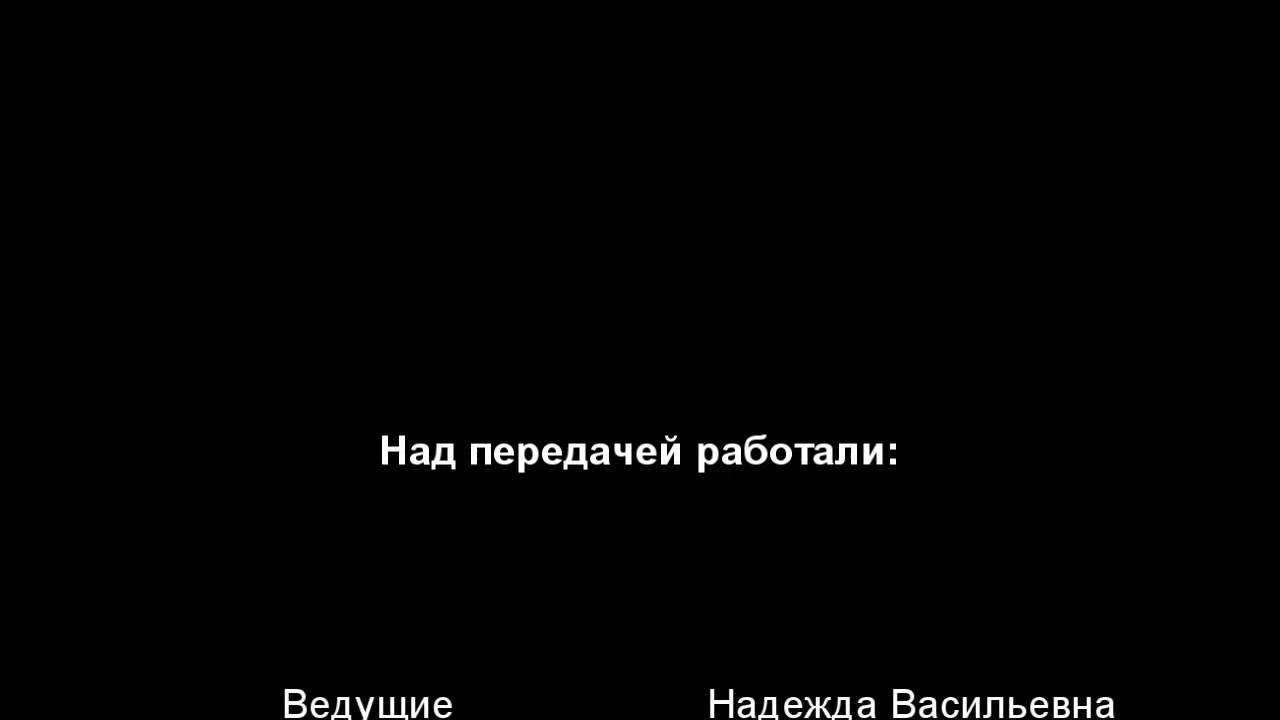 Над передачей работали:
Ведущие Надежда Васильевна